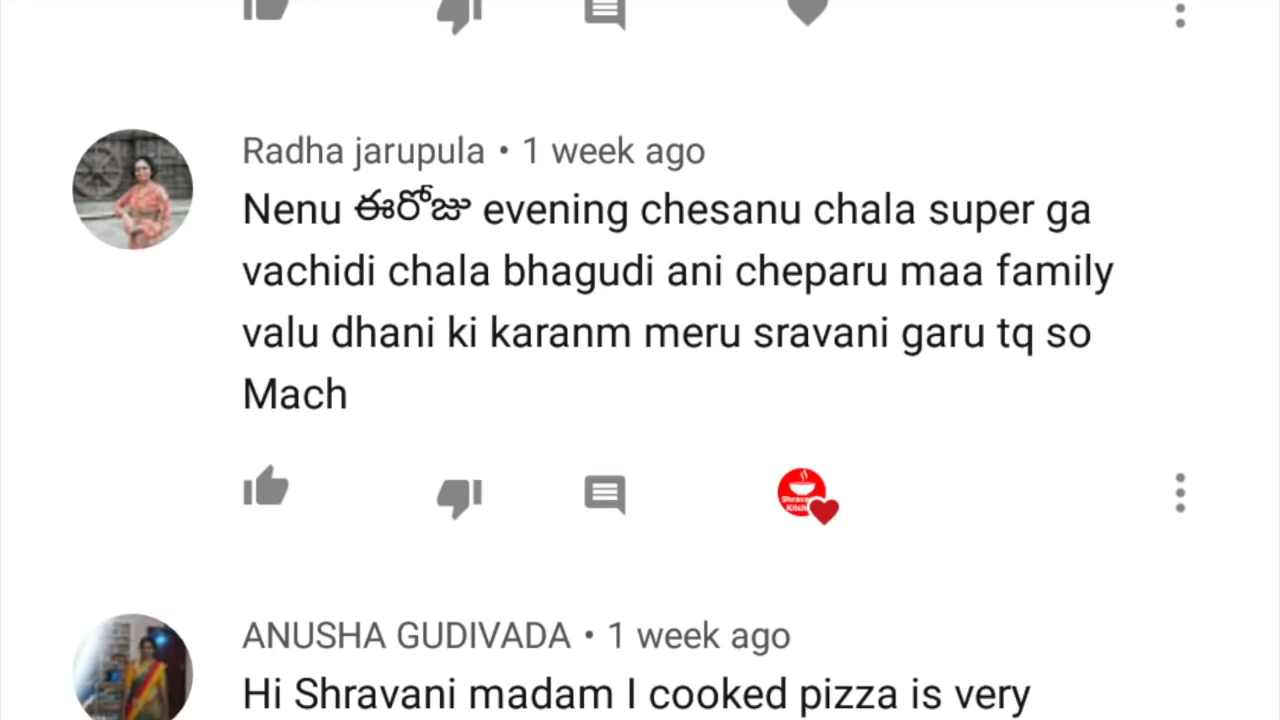 Radha jarupula • 1 week ago
Nenu ఈరోజు evening chesanu chala super ga
vachidi chala bhagudi ani cheparu maa family
valu dhani ki karanm meru sravani garu tq so
Mach
ANUSHA GUDIVADA • 1 week ago
Hi Shravani madam I cooked pizza is very